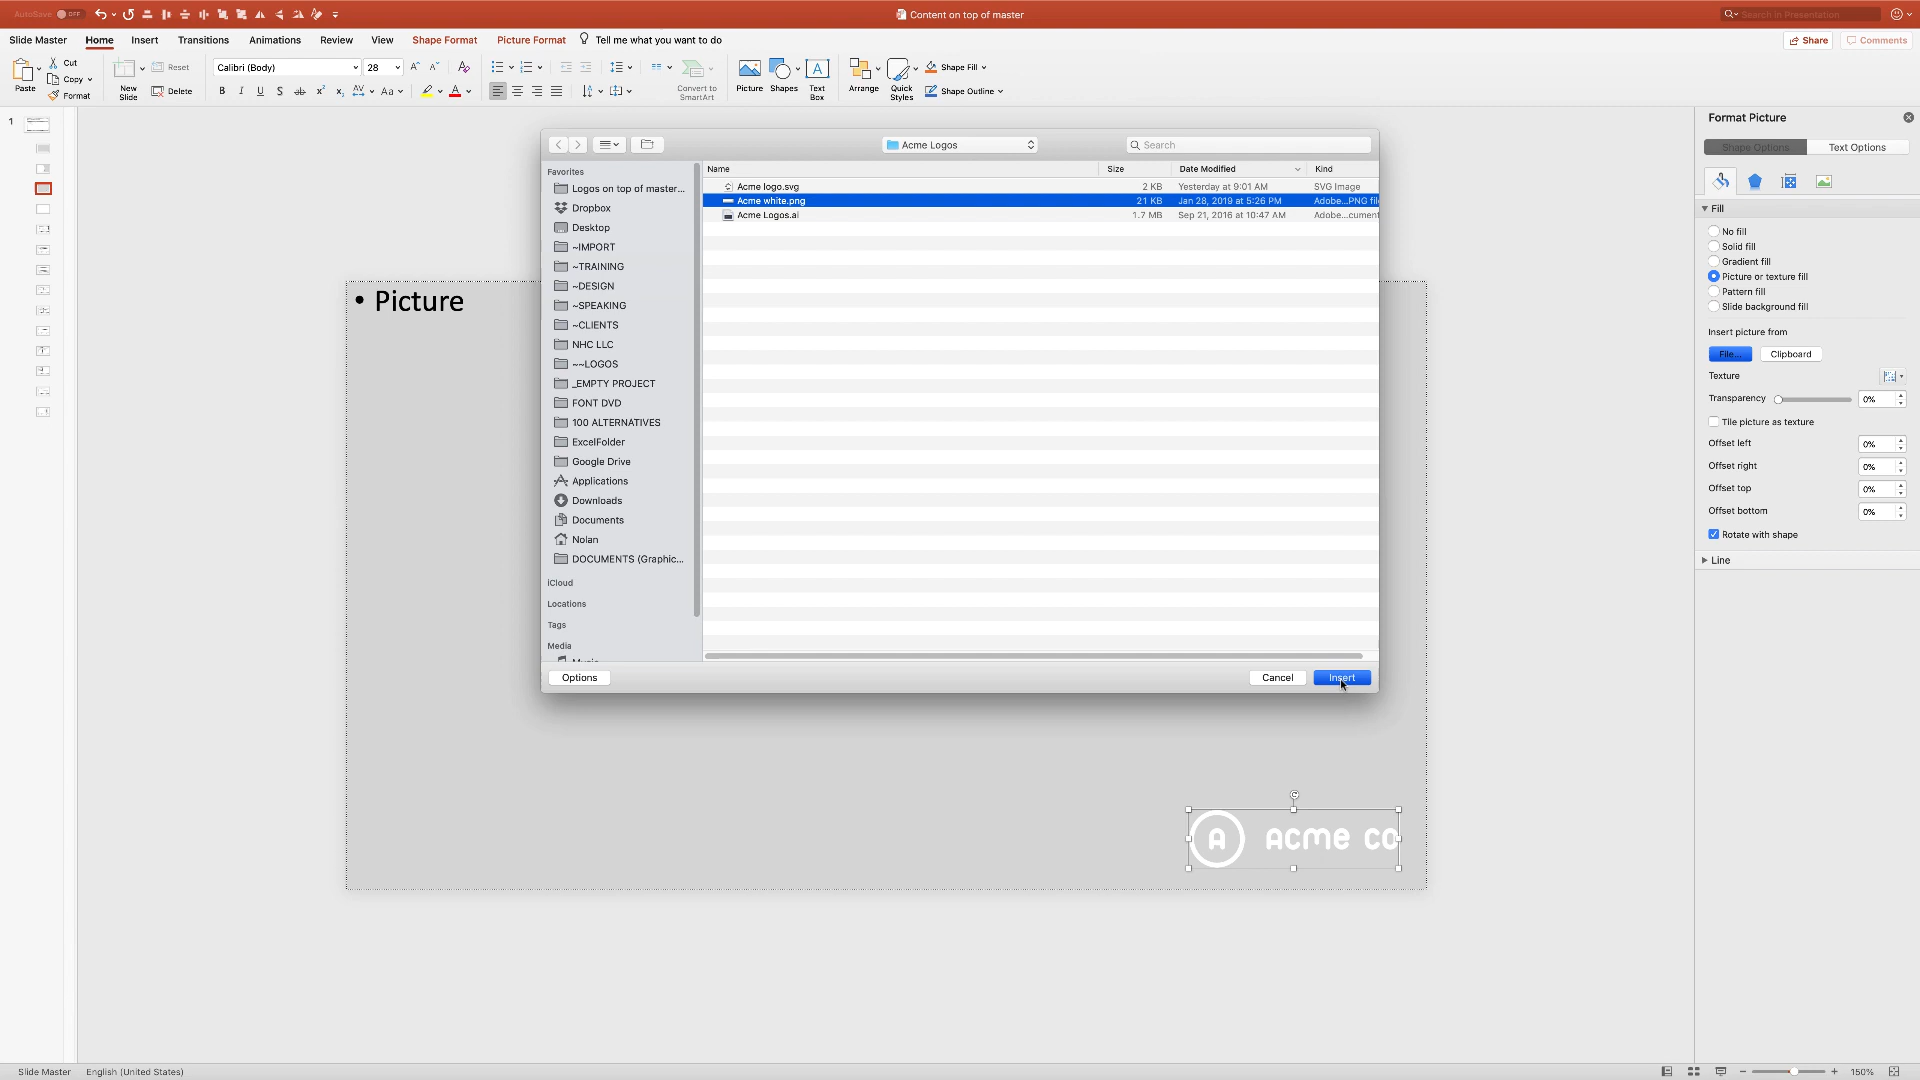 AutoSave OFF
Content on top of master
Search in Presentation
Slide Master Home Insert Transitions Animations Review View Shape Format Picture Format Tell me what you want to do
Share Comments
Paste
Cut
Copy
Format
New Slide
Reset
Delete
Calibri (Body) 28
Convert to SmartArt
Picture
Shapes
Text Box
Arrange
Quick Styles
Shape Fill
Shape Outline
1
• Picture
A acme co
Acme Logos
Search
Favorites
Logos on top of master...
Dropbox
Desktop
~IMPORT
~TRAINING
~DESIGN
~SPEAKING
~CLIENTS
NHC LLC
~~LOGOS
_EMPTY PROJECT
FONT DVD
100 ALTERNATIVES
ExcelFolder
Google Drive
Applications
Downloads
Documents
Nolan
DOCUMENTS (Graphic...
iCloud
Locations
Tags
Media
Name Size Date Modified Kind
Acme logo.svg 2 KB Yesterday at 9:01 AM SVG Image
Acme white.png 21 KB Jan 28, 2019 at 5:26 PM Adobe...PNG fil
Acme Logos.ai 1.7 MB Sep 21, 2016 at 10:47 AM Adobe...cument
Options
Cancel
Insert
Format Picture
Shape Options Text Options
Fill
No fill
Solid fill
Gradient fill
Picture or texture fill
Pattern fill
Slide background fill
Insert picture from
File... Clipboard
Texture
Transparency 0%
Tile picture as texture
Offset left 0%
Offset right 0%
Offset top 0%
Offset bottom 0%
Rotate with shape
Line
Slide Master English (United States)
150%